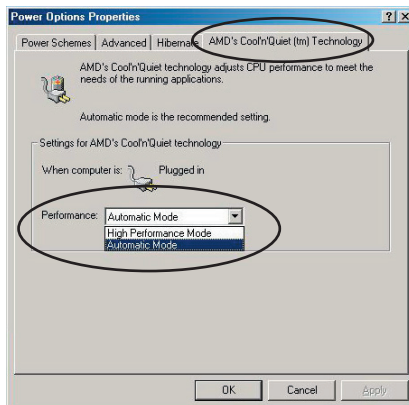 Power Options Properties
Power Schemes Advanced Hibernate AMD's Cool'n'Quiet (tm) Technology
AMD's Cool'n'Quiet technology adjusts CPU performance to meet the
needs of the running applications.
Automatic mode is the recommended setting.
Settings for AMD's Cool'n'Quiet technology
When computer is: Plugged in
Performance: Automatic Mode
High Performance Mode
Automatic Mode
OK Cancel Apply